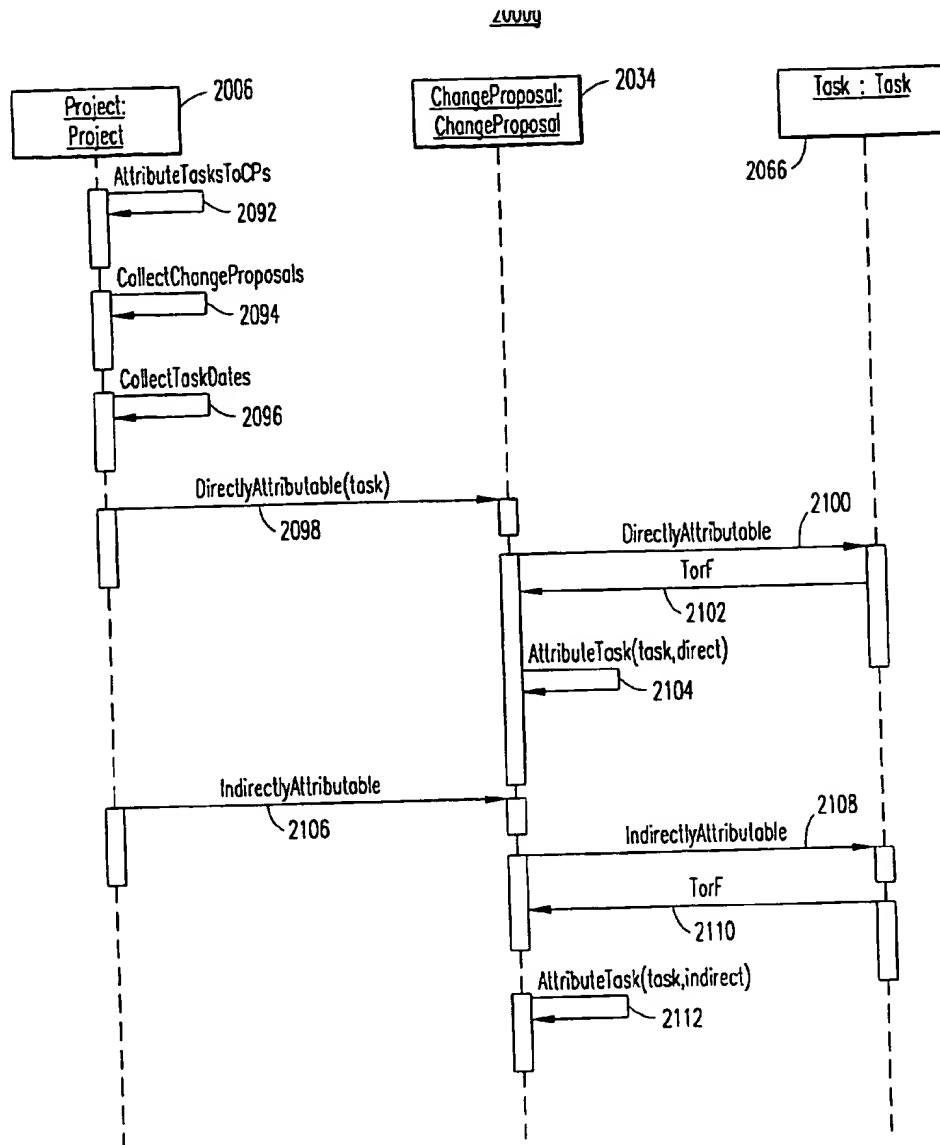 2000g
2006
Project:
Project
2034
ChangeProposal:
ChangeProposal
Task : Task
2066
AttributeTasksToCPs
2092
CollectChangeProposals
2094
CollectTaskDates
2096
DirectlyAttributable(task)
2098
2100
DirectlyAttributable
TorF
2102
AttributeTask(task,direct)
2104
IndirectlyAttributable
2106
2108
IndirectlyAttributable
TorF
2110
AttributeTask(task,indirect)
2112